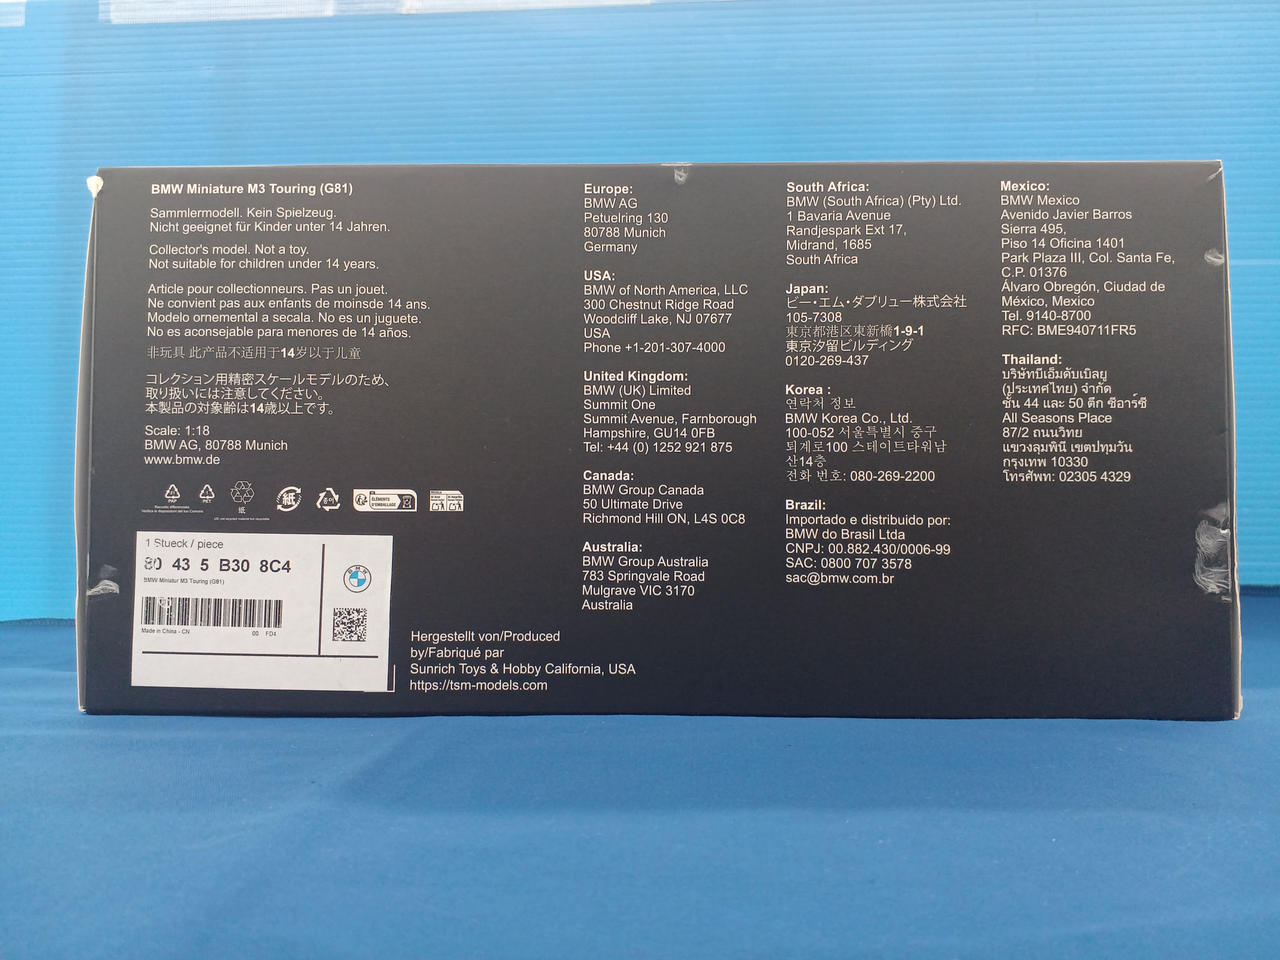 BMW Miniature M3 Touring (G81)
Sammlermodell. Kein Spielzeug.
Nicht geeignet für Kinder unter 14 Jahren.
Collector's model. Not a toy.
Not suitable for children under 14 years.
Article pour collectionneurs. Pas un jouet.
Ne convient pas aux enfants de moinsde 14 ans.
Modelo ornemental a secala. No es un juguete.
No es aconsejable para menores de 14 años.
非玩具 此产品不适用于14岁以于儿童
コレクション用精密スケールモデルのため、
取り扱いには注意してください。
本製品の対象齢は14歳以上です。
Scale: 1:18
BMW AG, 80788 Munich
www.bmw.de
PAP
PET
纸
紙
종이
ÉLÉMENTS
D'EMBALLAGE
1 Stueck / piece
80 43 5 B30 8C4
BMW Miniatur M3 Touring (G81)
Made in China - CN
00 FD4
BMW
Hergestellt von/Produced
by/Fabriqué par
Sunrich Toys & Hobby California, USA
https://tsm-models.com
Europe:
BMW AG
Petuelring 130
80788 Munich
Germany
USA:
BMW of North America, LLC
300 Chestnut Ridge Road
Woodcliff Lake, NJ 07677
USA
Phone +1-201-307-4000
United Kingdom:
BMW (UK) Limited
Summit One
Summit Avenue, Farnborough
Hampshire, GU14 0FB
Tel: +44 (0) 1252 921 875
Canada:
BMW Group Canada
50 Ultimate Drive
Richmond Hill ON, L4S 0C8
Australia:
BMW Group Australia
783 Springvale Road
Mulgrave VIC 3170
Australia
South Africa:
BMW (South Africa) (Pty) Ltd.
1 Bavaria Avenue
Randjespark Ext 17,
Midrand, 1685
South Africa
Japan:
ビー・エム・ダブリュー株式会社
105-7308
東京都港区東新橋1-9-1
東京汐留ビルディング
0120-269-437
Korea :
연락처 정보
BMW Korea Co., Ltd.
100-052 서울특별시 중구
퇴계로100 스테이트타워남
산14층
전화 번호: 080-269-2200
Brazil:
Importado e distribuido por:
BMW do Brasil Ltda
CNPJ: 00.882.430/0006-99
SAC: 0800 707 3578
sac@bmw.com.br
Mexico:
BMW Mexico
Avenido Javier Barros
Sierra 495,
Piso 14 Oficina 1401
Park Plaza III, Col. Santa Fe,
C.P. 01376
Álvaro Obregón, Ciudad de
México, Mexico
Tel. 9140-8700
RFC: BME940711FR5
Thailand:
บริษัทบีเอ็มดับเบิลยู
(ประเทศไทย) จำกัด
ชั้น 44 และ 50 ตึก ซีอาร์ซี
All Seasons Place
87/2 ถนนวิทยุ
แขวงลุมพินี เขตปทุมวัน
กรุงเทพ 10330
โทรศัพท: 02305 4329